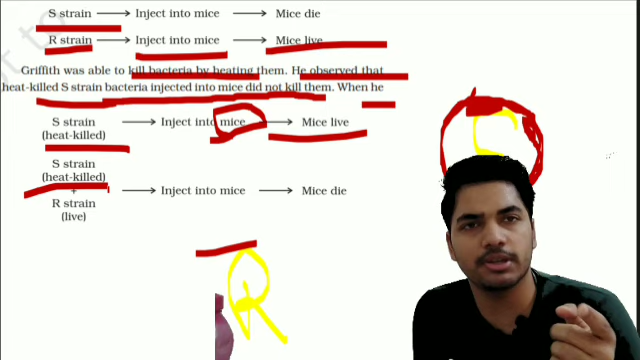 S strain → Inject into mice → Mice die
R strain → Inject into mice → Mice live
Griffith was able to kill bacteria by heating them. He observed that
heat-killed S strain bacteria injected into mice did not kill them. When he
S strain
(heat-killed) → Inject into mice → Mice live
S strain
(heat-killed)
+ → Inject into mice → Mice die
R strain
(live)
R